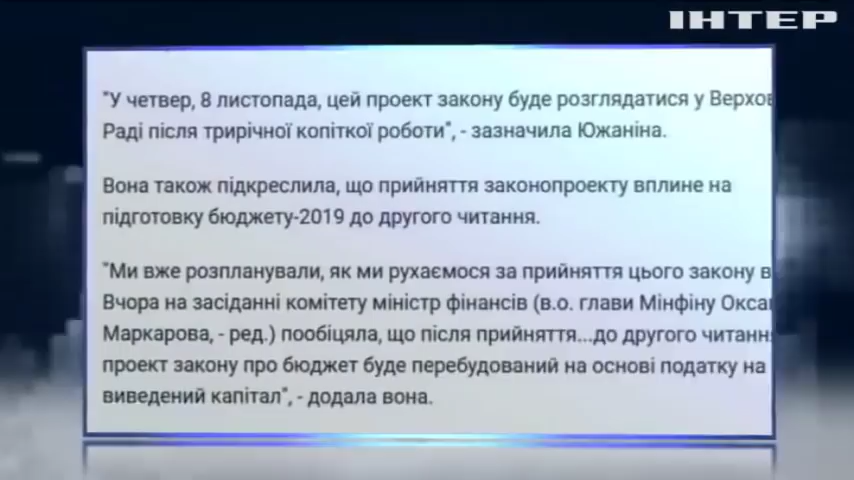 ІНТЕР
"У четвер, 8 листопада, цей проект закону буде розглядатися у
Раді після трирічної копіткої роботи", - зазначила Южаніна.
Вона також підкреслила, що прийняття законопроекту вплине на
підготовку бюджету-2019 до другого читання.
"Ми вже розпланували, як ми рухаємося за прийняття цього закону
Вчора на засіданні комітету міністр фінансів (в.о. глави Мінфіну
Маркарова, - ред.) пообіцяла, що після прийняття...до другого
проект закону про бюджет буде перебудований на основі податку на
виведений капітал", - додала вона.